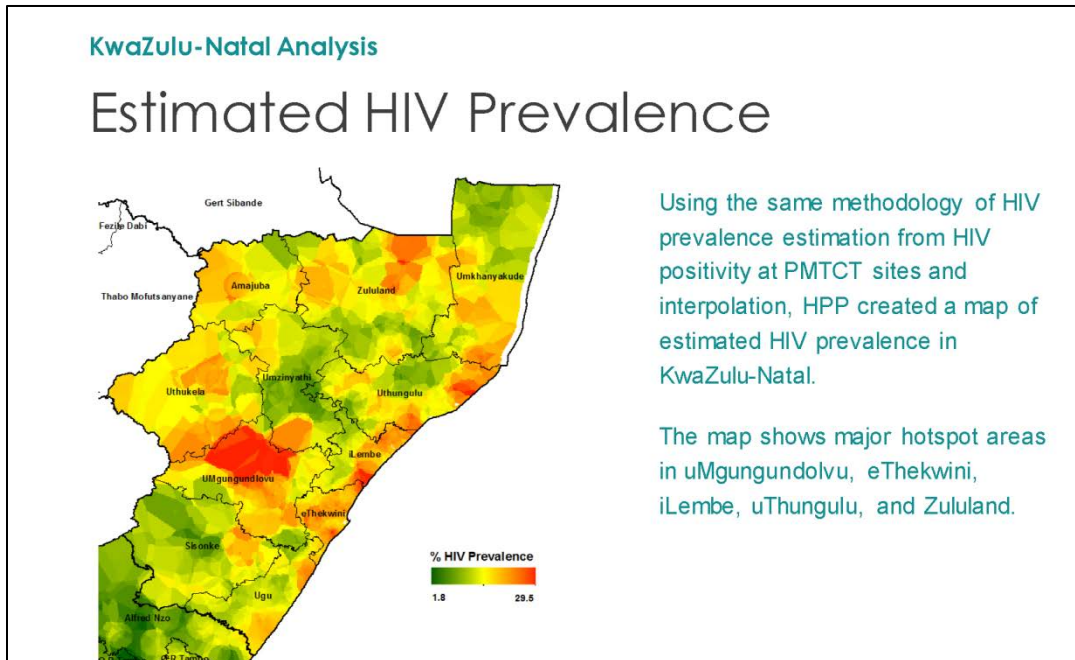 KwaZulu-Natal Analysis
Estimated HIV Prevalence
Gert Sibande
Fezile Dabi
Thabo Mofutsanyane
Amajuba
Zululand
Umkhanyakude
Uthukela
Umzinyathi
Uthungulu
iLembe
UMgungundlovu
eThekwini
Sisonke
Ugu
Alfred Nzo
% HIV Prevalence
1.8
29.5
Using the same methodology of HIV
prevalence estimation from HIV
positivity at PMTCT sites and
interpolation, HPP created a map of
estimated HIV prevalence in
KwaZulu-Natal.
The map shows major hotspot areas
in uMgungundolvu, eThekwini,
iLembe, uThungulu, and Zululand.